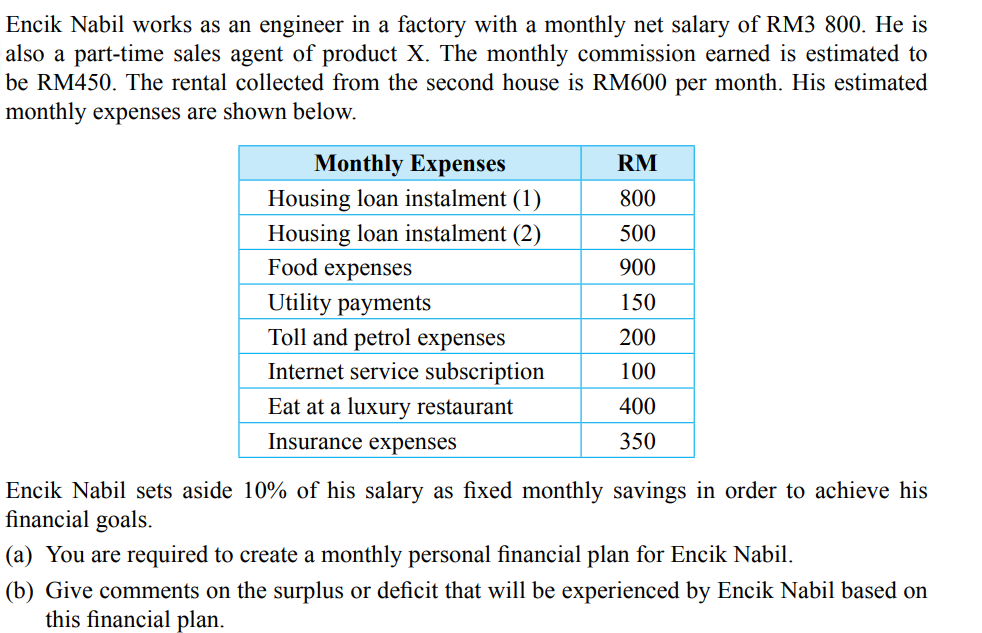 Encik Nabil works as an engineer in a factory with a monthly net salary of RM3 800. He is
also a part-time sales agent of product X. The monthly commission earned is estimated to
be RM450. The rental collected from the second house is RM600 per month. His estimated
monthly expenses are shown below.
Monthly Expenses RM
Housing loan instalment (1) 800
Housing loan instalment (2) 500
Food expenses 900
Utility payments 150
Toll and petrol expenses 200
Internet service subscription 100
Eat at a luxury restaurant 400
Insurance expenses 350
Encik Nabil sets aside 10% of his salary as fixed monthly savings in order to achieve his
financial goals.
(a) You are required to create a monthly personal financial plan for Encik Nabil.
(b) Give comments on the surplus or deficit that will be experienced by Encik Nabil based on
this financial plan.